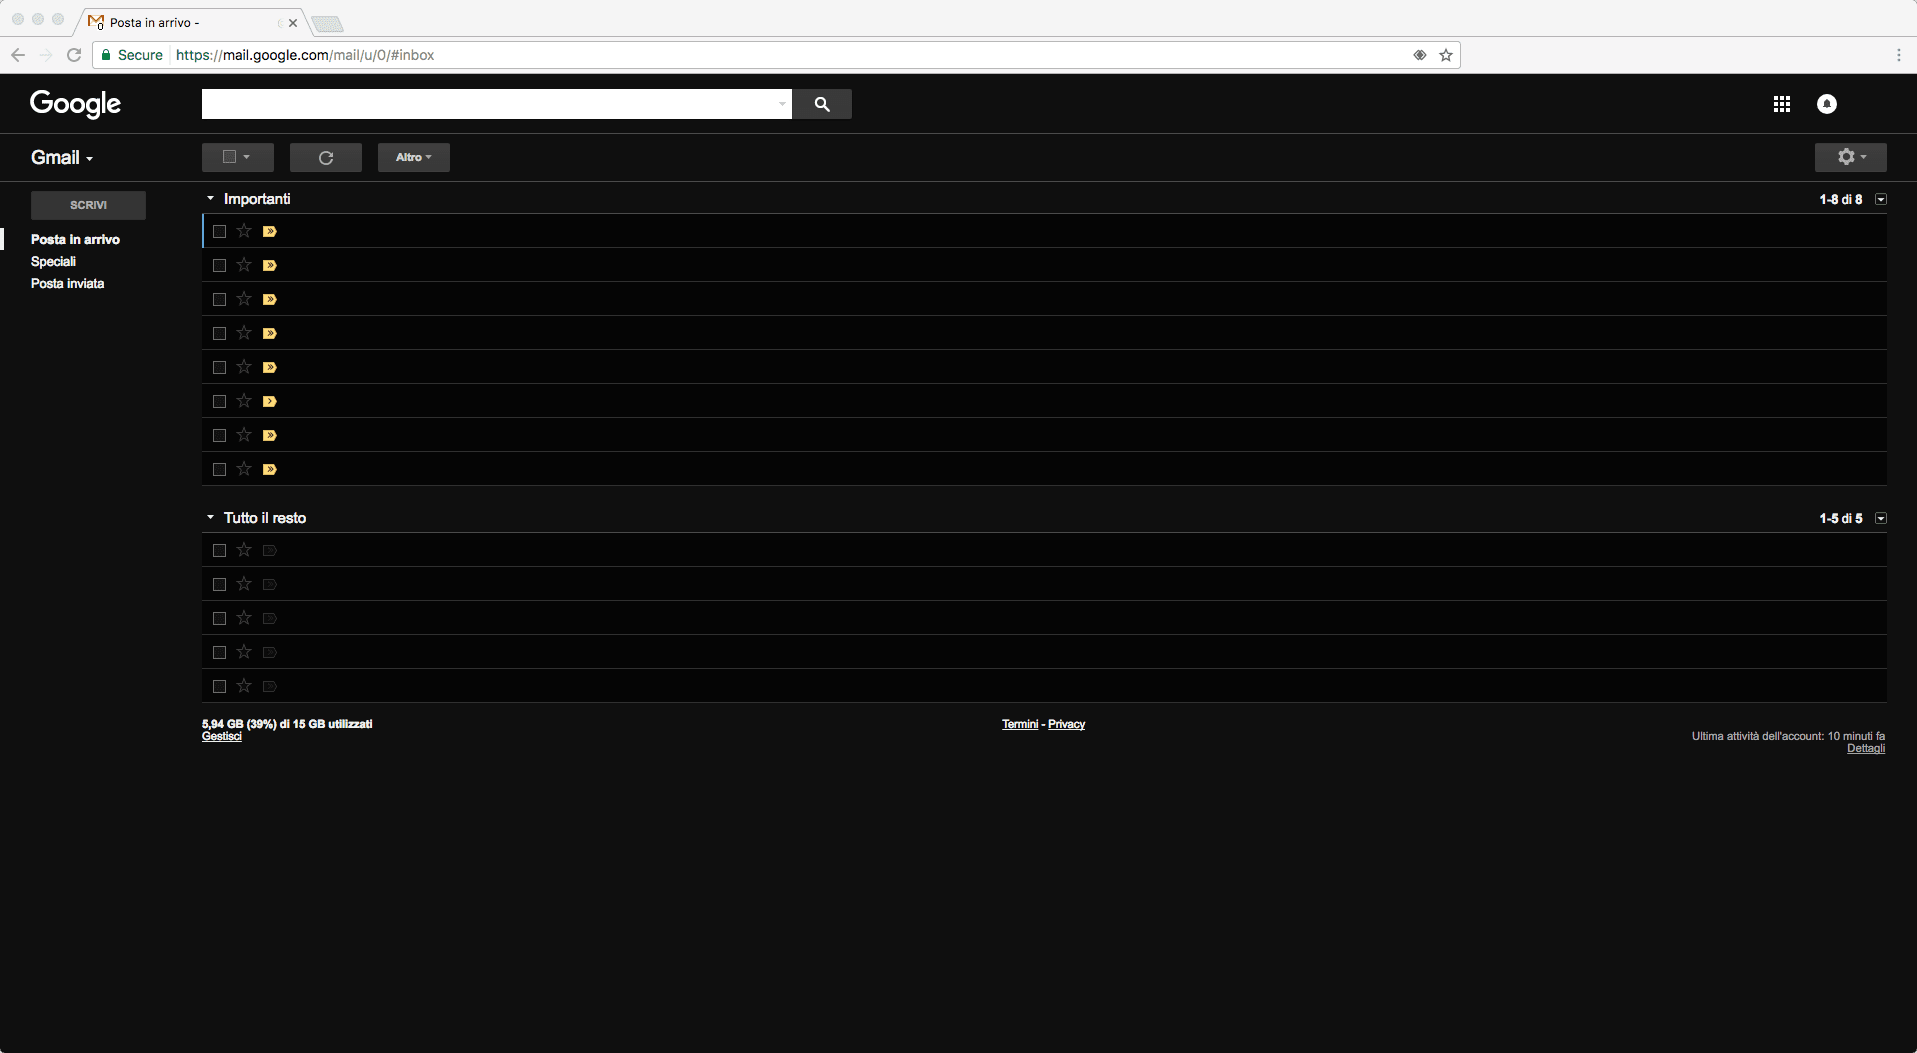 Posta in arrivo -
Secure https://mail.google.com/mail/u/0/#inbox
Google
Gmail
Altro
SCRIVI
Importanti
1-8 di 8
Posta in arrivo
Speciali
Posta inviata
Tutto il resto
1-5 di 5
5,94 GB (39%) di 15 GB utilizzati
Gestisci
Termini - Privacy
Ultima attività dell'account: 10 minuti fa
Dettagli